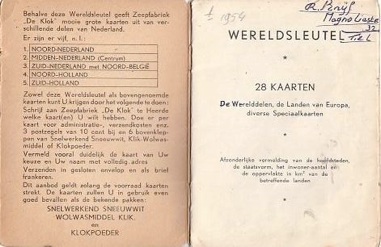 Behalve deze Wereldsleutel geeft Zeepfabriek
„De Klok" mooie grote kaarten uit van ver-
schillende delen van Nederland.
Er zijn er vijf, n.l.:
1. NOORD-NEDERLAND
2. MIDDEN-NEDERLAND (Centrum)
3. ZUID-NEDERLAND met NOORD-BELGIË
4. NOORD-HOLLAND
5. ZUID-HOLLAND
Zowel deze Wereldsleutel als bovengenoemde
kaarten kunt U krijgen door het volgende te doen:
Schrijf aan Zeepfabriek „De Klok" te Heerde
welke kaart(en) U wilt hebben. Doe er per
kaart voor administratie-, verzendkosten enz.
3 postzegels van 10 cent bij en 6 bovenklep-
pen van Snelwerkend Sneeuwwit, Klik-Wolwas-
middel of Klokpoeder.
Vermeld vooral duidelijk de kaart van Uw
keuze en Uw naam met volledig adres
Verzenden in gesloten envelop en als brief
frankeren.
Dit aanbod geldt zolang de voorraad kaarten
strekt. De kaarten zullen U in gebruik even
goed bevallen als de bekende pakken:
SNELWERKEND SNEEUWWIT
WOLWASMIDDEL KLIK.
en
KLOKPOEDER
1954
WERELDSLEUTEL
28 KAARTEN
De Werelddelen, de Landen van Europa,
diverse Speciaalkaarten
Afzonderlijke vermelding van de hoofdsteden,
de staatsvorm, het inwoner-aantal en
de oppervlakte in km² van de
betreffende landen